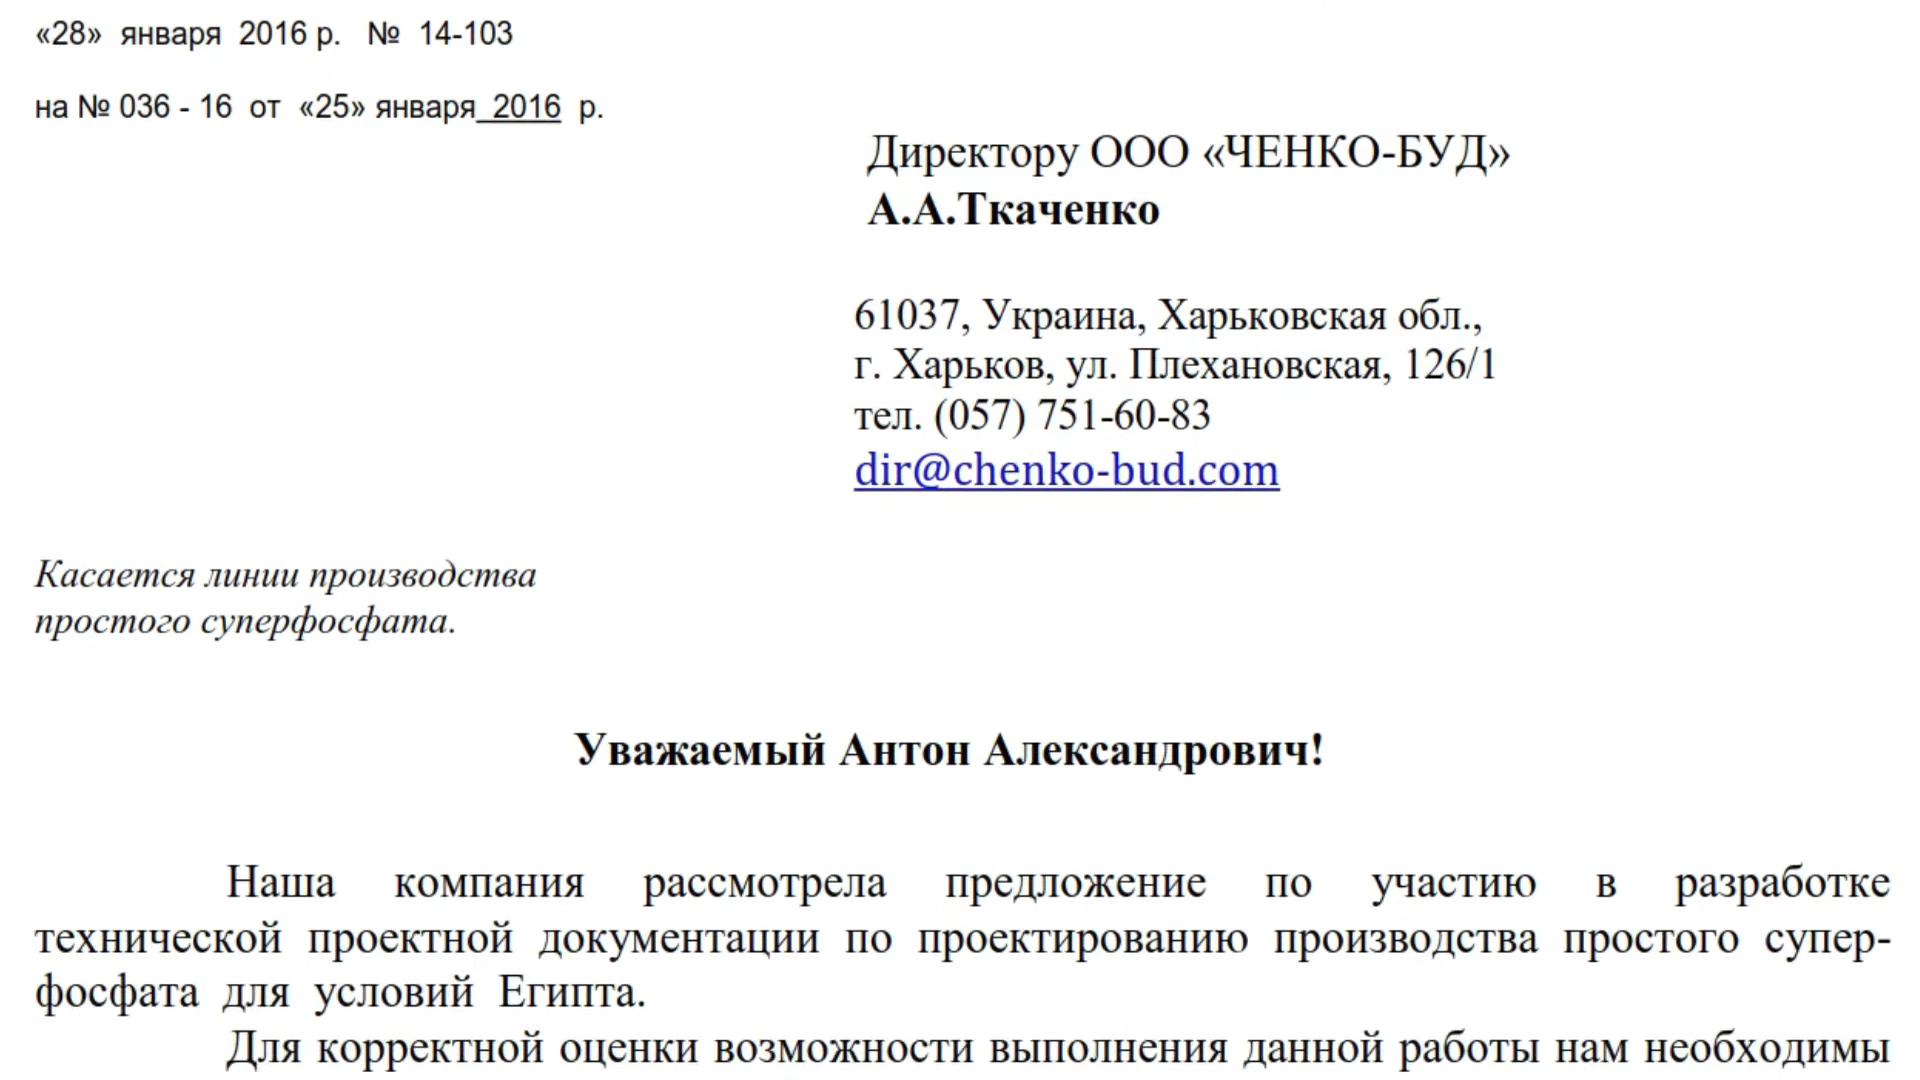 «28» января 2016 р. № 14-103
на № 036 - 16 от «25» января 2016 р.
Директору ООО «ЧЕНКО-БУД»
А.А.Ткаченко
61037, Украина, Харьковская обл.,
г. Харьков, ул. Плехановская, 126/1
тел. (057) 751-60-83
dir@chenko-bud.com
Касается линии производства
простого суперфосфата.
Уважаемый Антон Александрович!
Наша компания рассмотрела предложение по участию в разработке
технической проектной документации по проектированию производства простого супер-
фосфата для условий Египта.
Для корректной оценки возможности выполнения данной работы нам необходимы